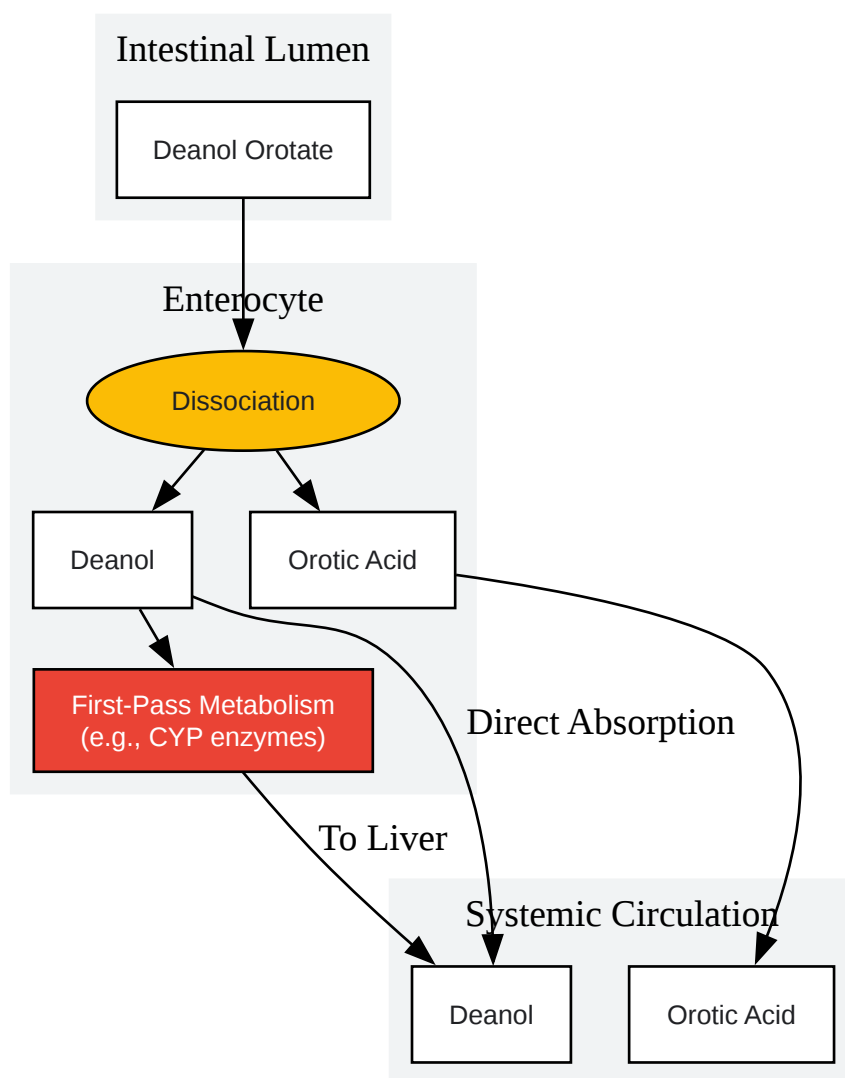 Intestinal Lumen
Deanol Orotate
Enterocyte
Dissociation
Deanol
Orotic Acid
First-Pass Metabolism
(e.g., CYP enzymes)
Direct Absorption
To Liver
Systemic Circulation
Deanol
Orotic Acid